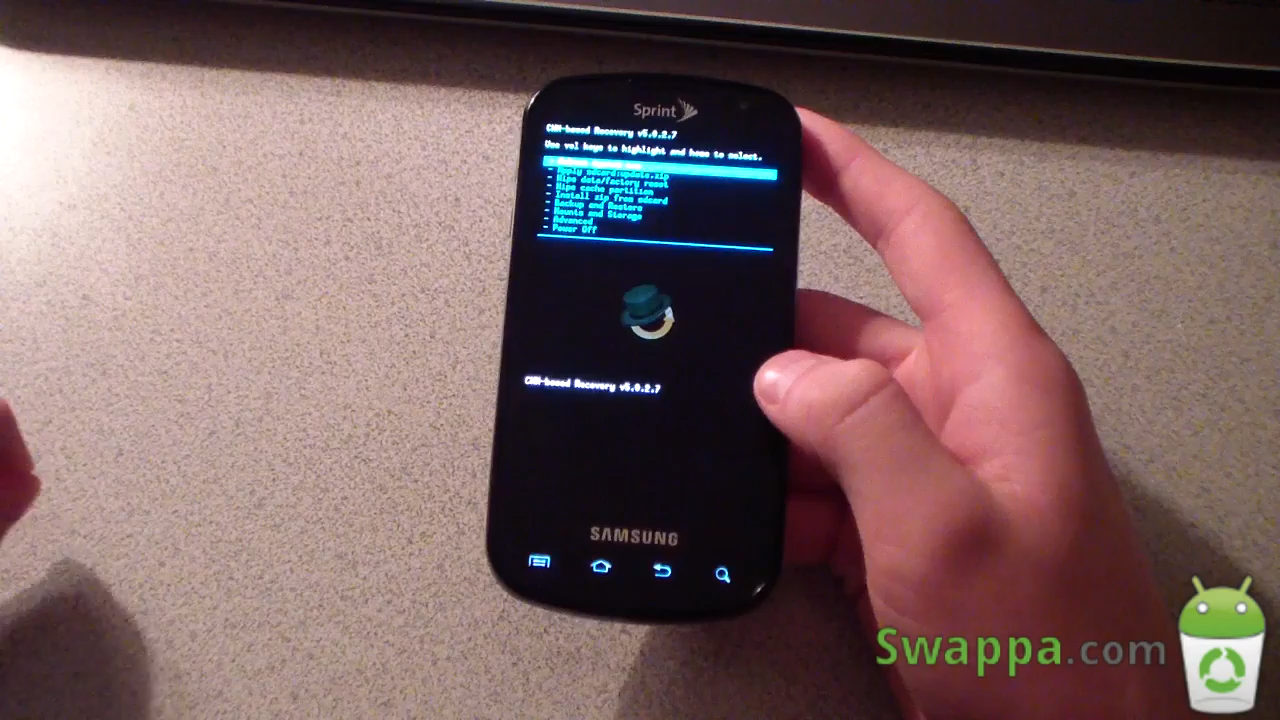 Sprint
CWM-based Recovery v5.0.2.7
Use vol keys to highlight and home to select.
- Apply sdcard:update.zip
- Wipe data/factory reset
- Wipe cache partition
- Install zip from sdcard
- Backup and Restore
- Mounts and Storage
- Advanced
- Power Off
CWM-based Recovery v5.0.2.7
SAMSUNG
Swappa.com